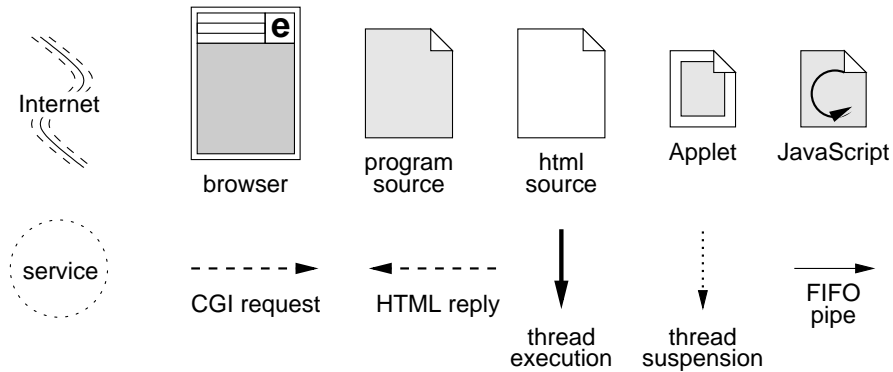 e
Internet
browser
program
source
html
source
Applet
JavaScript
service
CGI request
HTML reply
thread
execution
thread
suspension
FIFO
pipe